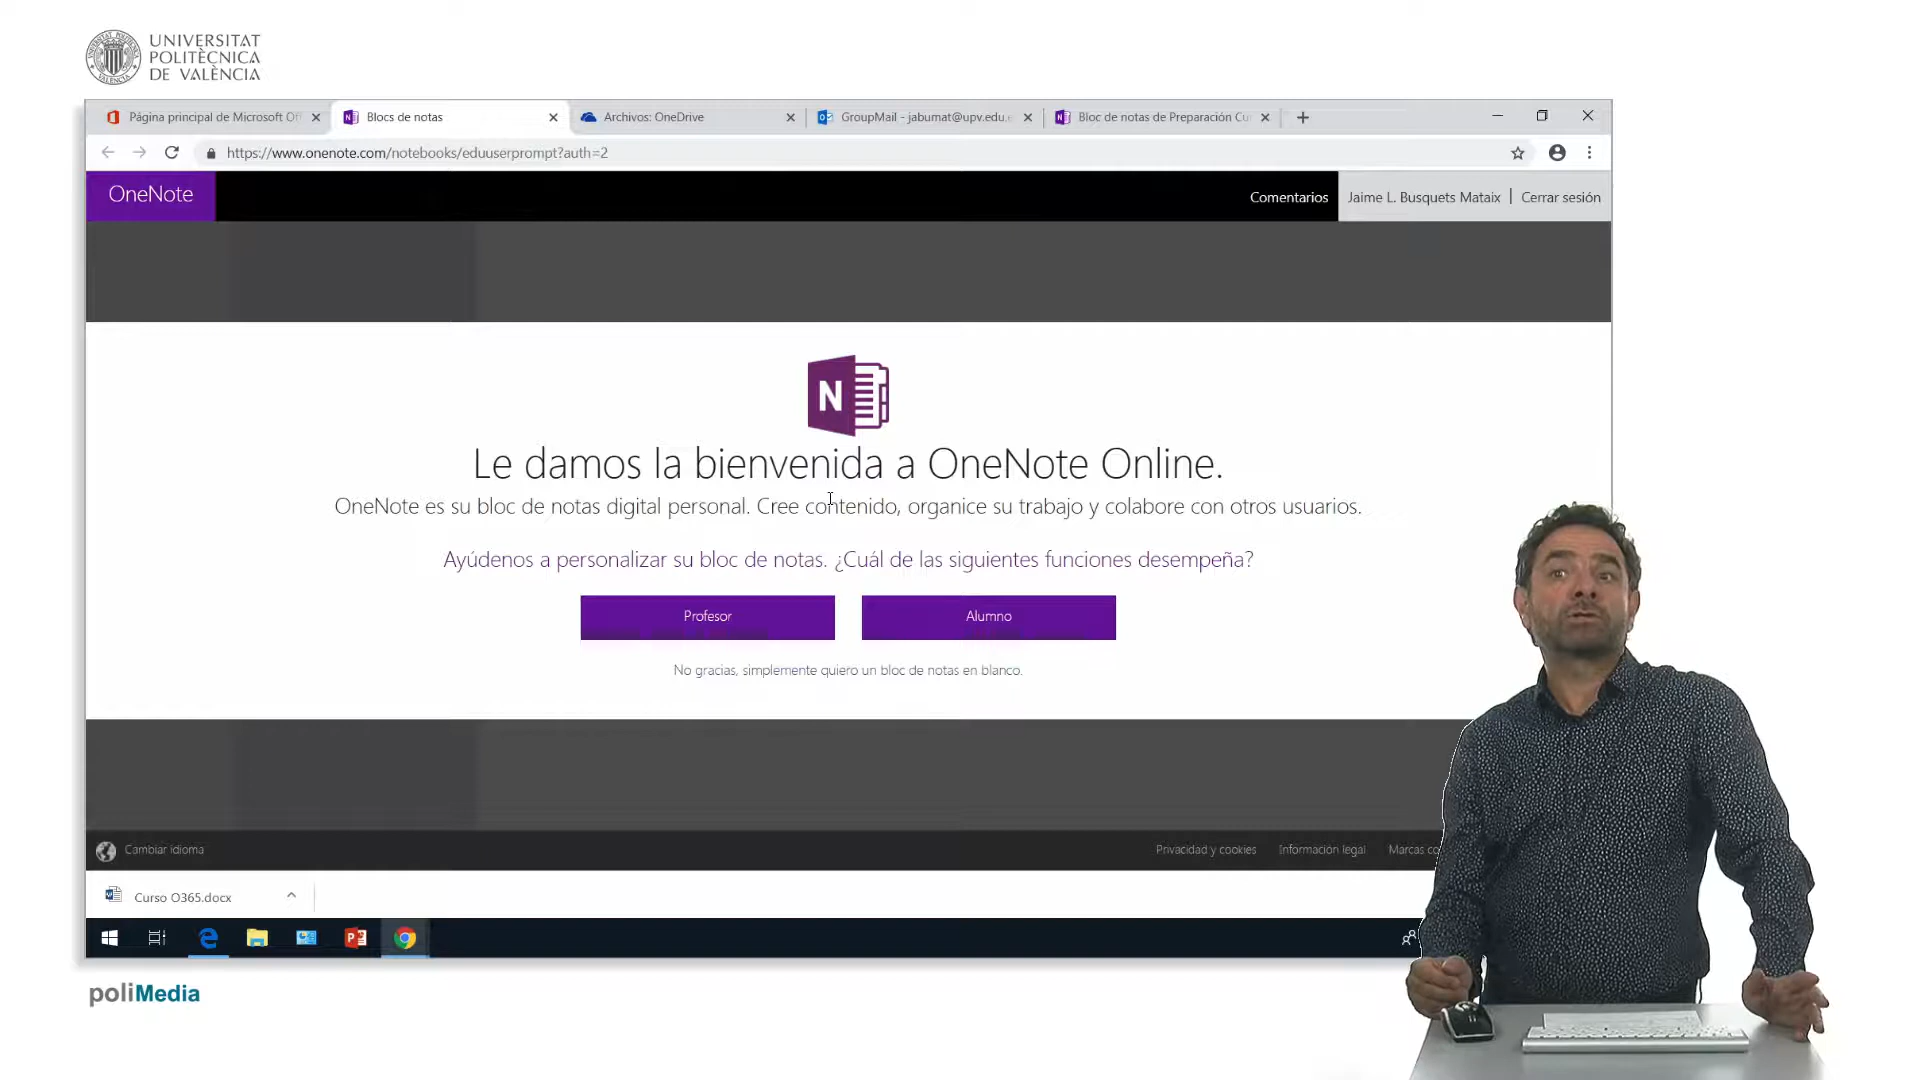 UNIVERSITAT
POLITÈCNICA
DE VALÈNCIA
Página principal de Microsoft Off
Blocs de notas
Archivos: OneDrive
GroupMail - jabumat@upv.edu.e
Bloc de notas de Preparación Cu
https://www.onenote.com/notebooks/eduuserprompt?auth=2
OneNote
Comentarios
Jaime L. Busquets Mataix | Cerrar sesión
N
Le damos la bienvenida a OneNote Online.
OneNote es su bloc de notas digital personal. Cree contenido, organice su trabajo y colabore con otros usuarios.
Ayúdenos a personalizar su bloc de notas. ¿Cuál de las siguientes funciones desempeña?
Profesor
Alumno
No gracias, simplemente quiero un bloc de notas en blanco.
Cambiar idioma
Privacidad y cookies
Información legal
Marcas co
Curso O365.docx
poliMedia